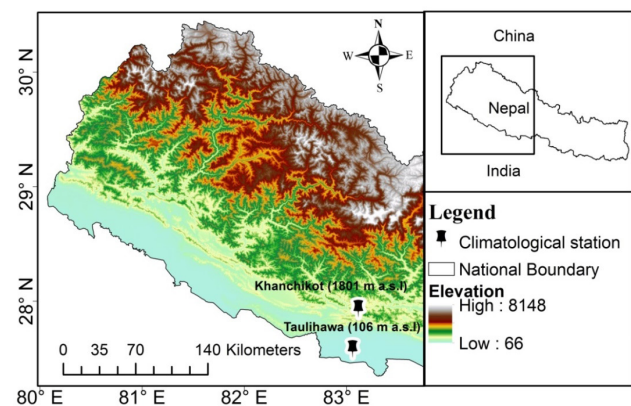 30° N
29° N
28° N
80° E
81° E
82° E
83° E
N
W
E
S
Khanchikot (1801 m a.s.l)
Taulihawa (106 m a.s.l)
0 35 70 140 Kilometers
China
Nepal
India
Legend
Climatological station
National Boundary
Elevation
High : 8148
Low : 66